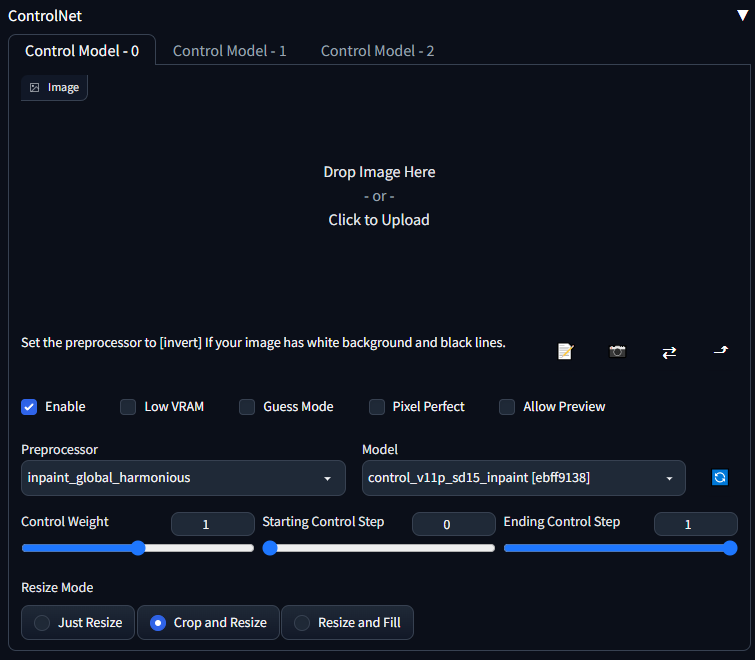 ControlNet
Control Model - 0 Control Model - 1 Control Model - 2
Image
Drop Image Here
- or -
Click to Upload
Set the preprocessor to [invert] If your image has white background and black lines.
Enable Low VRAM Guess Mode Pixel Perfect Allow Preview
Preprocessor Model
inpaint_global_harmonious control_v11p_sd15_inpaint [ebff9138]
Control Weight 1 Starting Control Step 0 Ending Control Step 1
Resize Mode
Just Resize Crop and Resize Resize and Fill